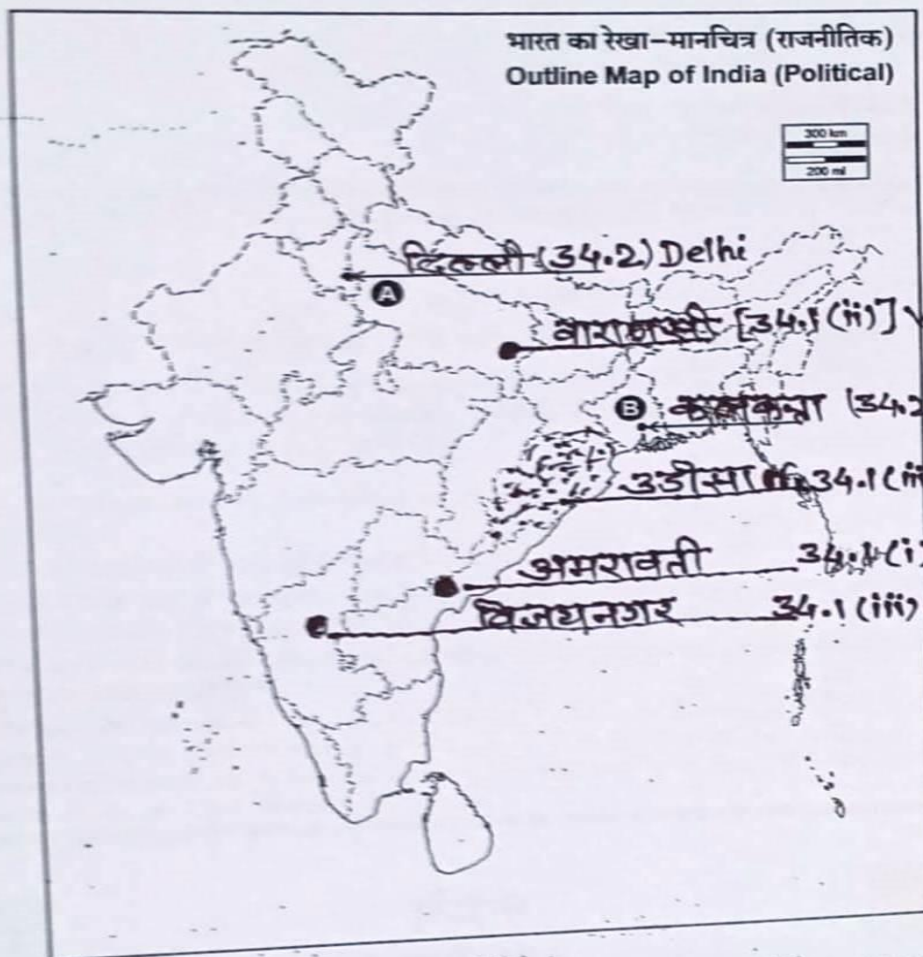 भारत का रेखा-मानचित्र (राजनीतिक)
Outline Map of India (Political)
300 km
200 mi
दिल्ली (34.2) Delhi
A
वाराणसी [34.1 (ii)]
B कलकत्ता (34.2
उडीसा 34.1(ii
अमरावती 34.1(i)
विजयनगर 34.1 (iii)